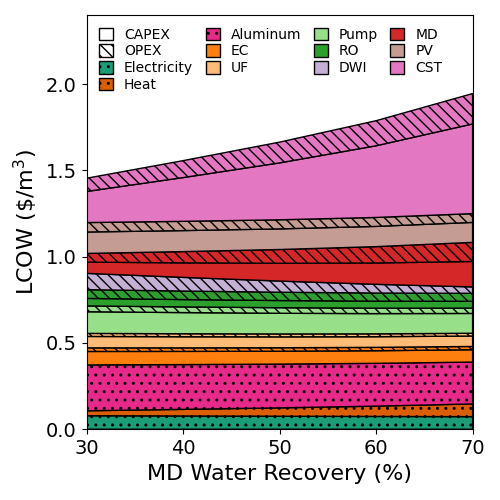 CAPEX
OPEX
Electricity
Heat
Aluminum
EC
UF
Pump
RO
DWI
MD
PV
CST
LCOW ($/m³)
2.0
1.5
1.0
0.5
0.0
30 40 50 60 70
MD Water Recovery (%)